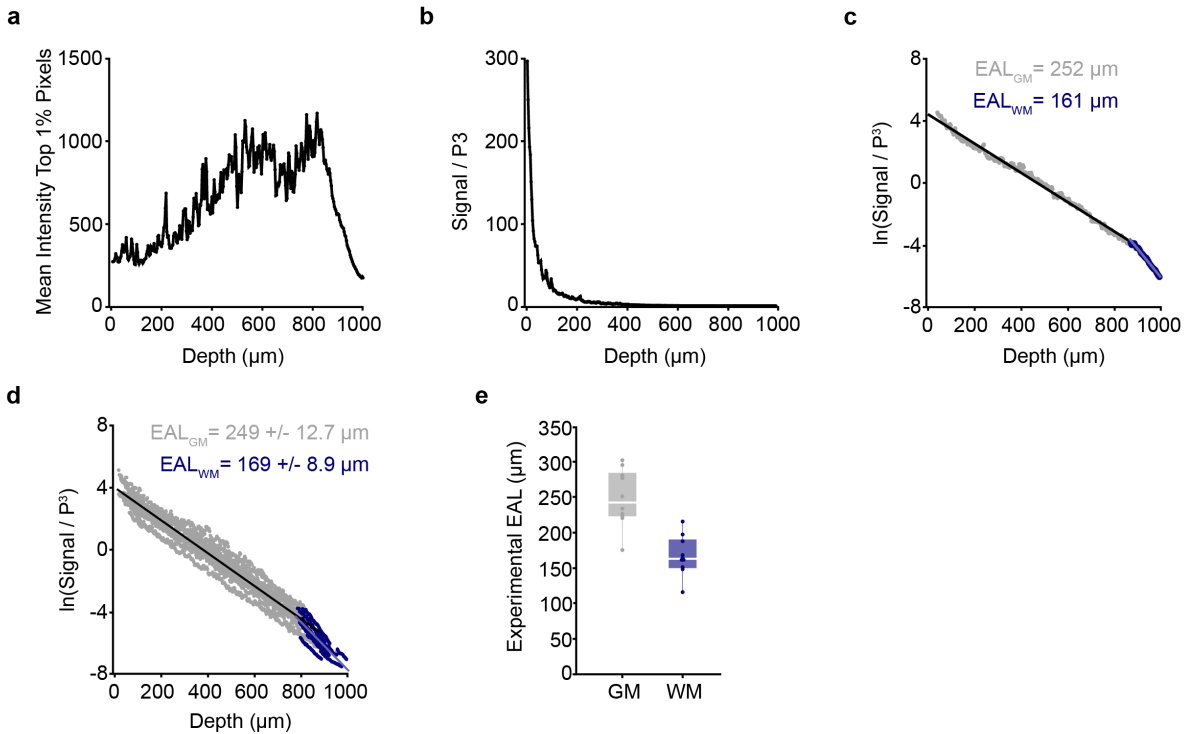 a
Mean Intensity Top 1% Pixels
1500
1000
500
0
0 200 400 600 800 1000
Depth (µm)
b
Signal / P3
300
200
100
0
0 200 400 600 800 1000
Depth (µm)
c
ln(Signal / P³)
8
4
0
-4
-8
EAL_GM= 252 µm
EAL_WM= 161 µm
0 200 400 600 800 1000
Depth (µm)
d
ln(Signal / P³)
8
4
0
-4
-8
EAL_GM= 249 +/- 12.7 µm
EAL_WM= 169 +/- 8.9 µm
0 200 400 600 800 1000
Depth (µm)
e
Experimental EAL (µm)
350
300
250
200
150
100
50
0
GM WM